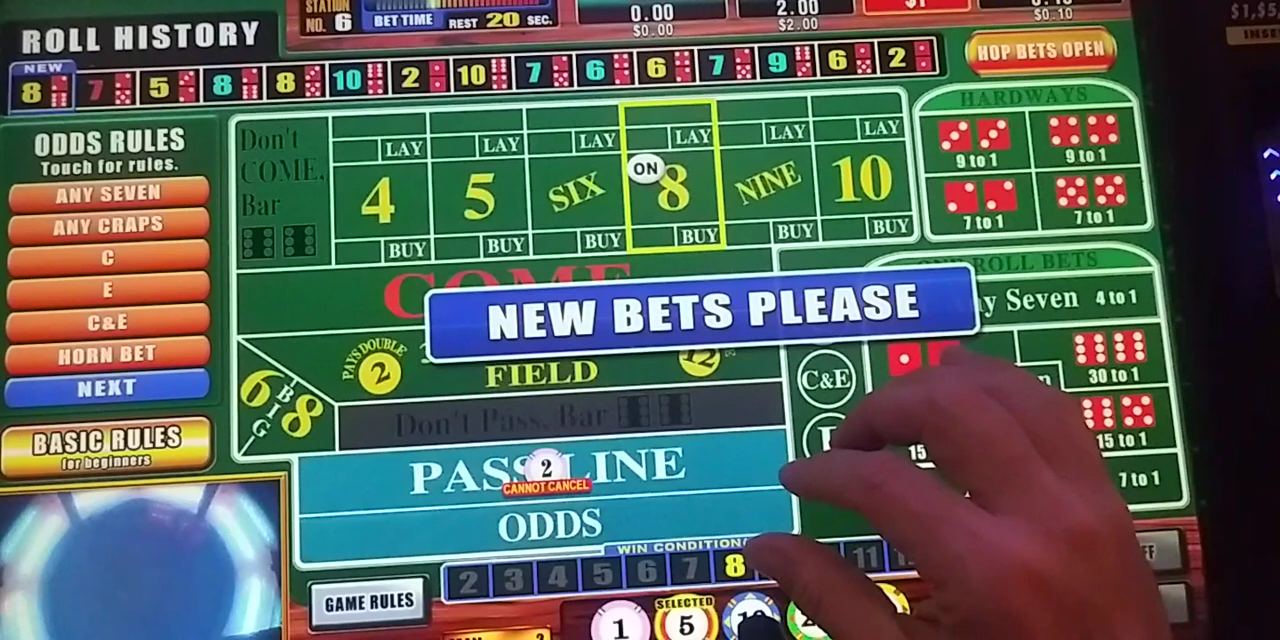 STATION
NO. 6
BET TIME
REST 20 SEC.
0.00
$0.00
2.00
$2.00
$1
$0.10
$1,$5
ROLL HISTORY
NEW
8 7 5 8 8 10 2 10 7 6 6 7 9 6 2
HOP BETS OPEN
ODDS RULES
Touch for rules.
ANY SEVEN
ANY CRAPS
C
E
C&E
HORN BET
NEXT
BASIC RULES
for beginners
Don't
COME,
Bar
LAY LAY LAY LAY LAY LAY
4 5 SIX ON 8 NINE 10
BUY BUY BUY BUY BUY BUY
HARDWAYS
9 to 1 9 to 1
7 to 1 7 to 1
COME
NEW BETS PLEASE
ROLL BETS
Seven 4 to 1
30 to 1
C&E
15 to 1
15
7 to 1
6 8
BIG
PAYS DOUBLE
2
FIELD
12
Don't Pass, Bar
PASS LINE
2
CANNOT CANCEL
ODDS
WIN CONDITION
2 3 4 5 6 7 8 11
GAME RULES
SELECTED
1 5